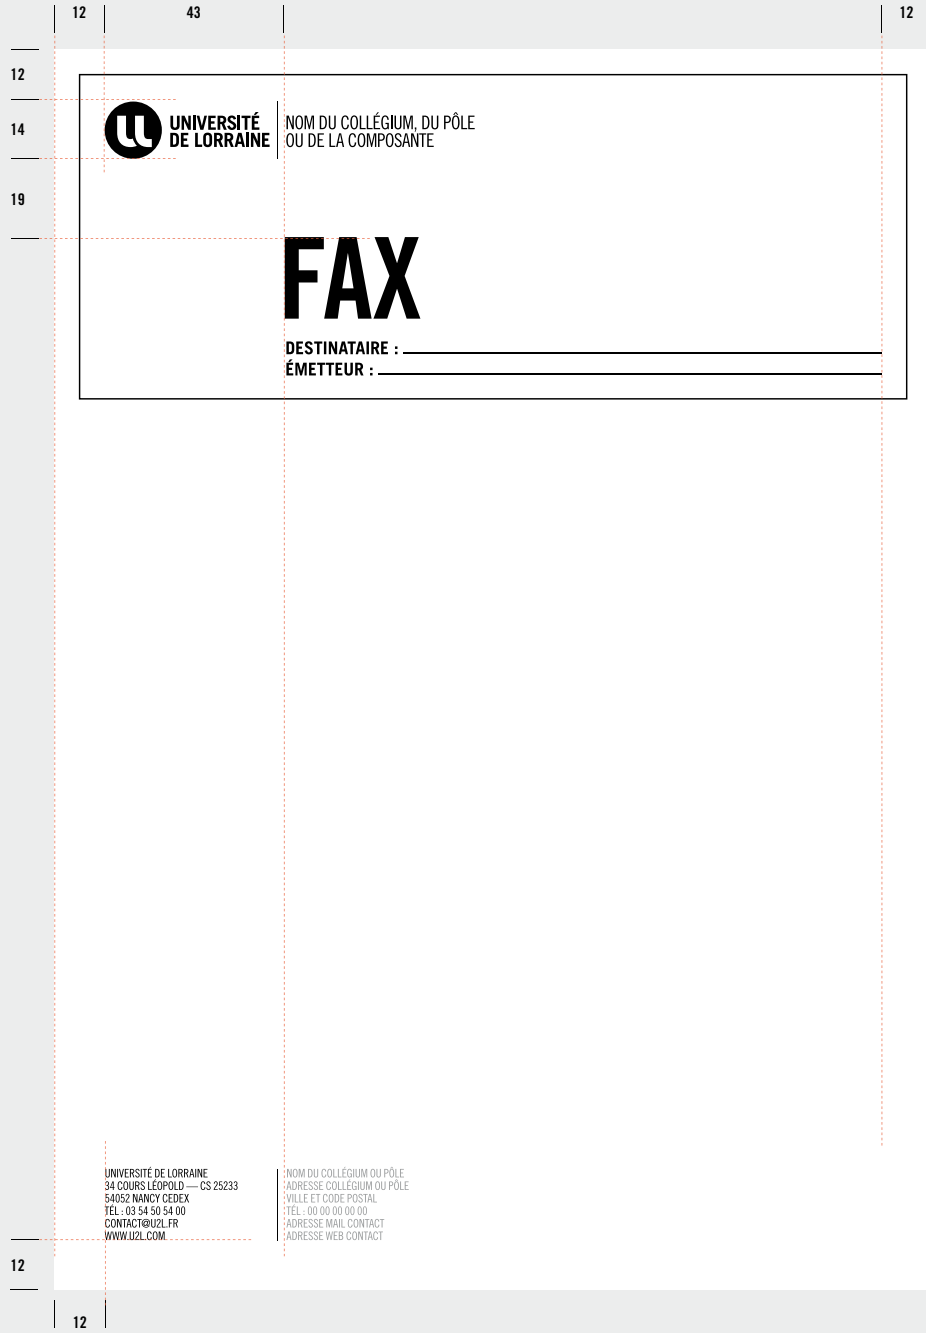 12 43 12
12
14
19
UNIVERSITÉ
DE LORRAINE
NOM DU COLLÉGIUM, DU PÔLE
OU DE LA COMPOSANTE
FAX
DESTINATAIRE :
ÉMETTEUR :
UNIVERSITÉ DE LORRAINE
34 COURS LÉOPOLD — CS 25233
54052 NANCY CEDEX
TÉL : 03 54 50 54 00
CONTACT@U2L.FR
WWW.U2L.COM
NOM DU COLLÉGIUM OU PÔLE
ADRESSE COLLÉGIUM OU PÔLE
VILLE ET CODE POSTAL
TÉL : 00 00 00 00 00
ADRESSE MAIL CONTACT
ADRESSE WEB CONTACT
12
12